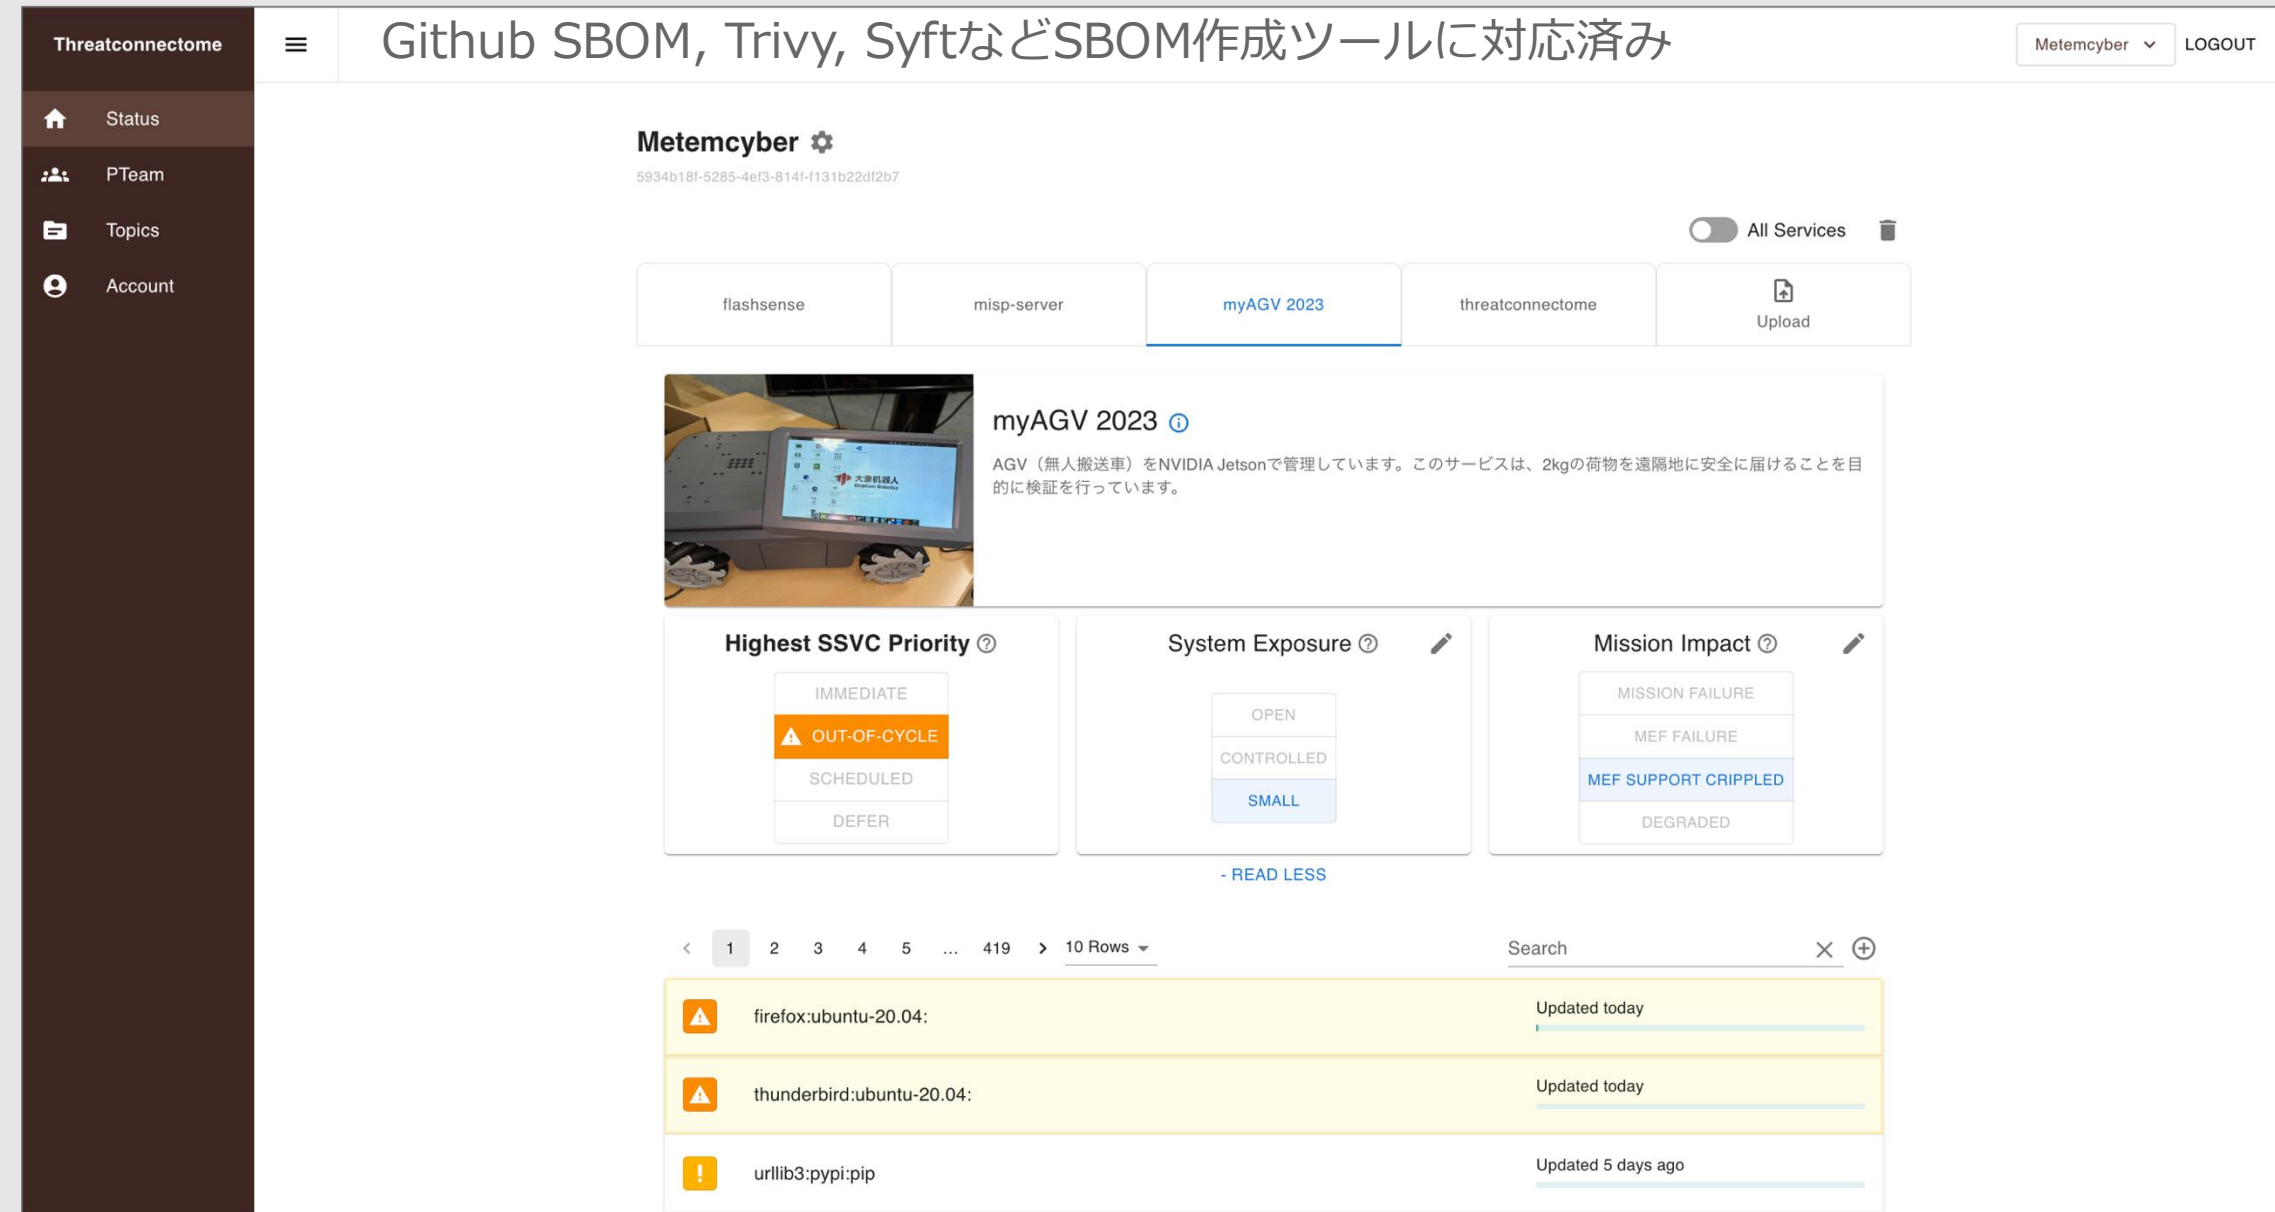 Threatconnectome
Github SBOM, Trivy, SyftなどSBOM作成ツールに対応済み
Metemcyber
LOGOUT
Status
PTeam
Topics
Account
Metemcyber
5934b18f-5285-4ef3-814f-f131b22df2b7
All Services
flashsense
misp-server
myAGV 2023
threatconnectome
Upload
大象机器人
Elephant Robotics
myAGV 2023
AGV（無人搬送車）をNVIDIA Jetsonで管理しています。このサービスは、2kgの荷物を遠隔地に安全に届けることを目
的に検証を行っています。
Highest SSVC Priority
IMMEDIATE
OUT-OF-CYCLE
SCHEDULED
DEFER
System Exposure
OPEN
CONTROLLED
SMALL
Mission Impact
MISSION FAILURE
MEF FAILURE
MEF SUPPORT CRIPPLED
DEGRADED
- READ LESS
< 1 2 3 4 5 ... 419 > 10 Rows
Search
firefox:ubuntu-20.04:
Updated today
thunderbird:ubuntu-20.04:
Updated today
urllib3:pypi:pip
Updated 5 days ago